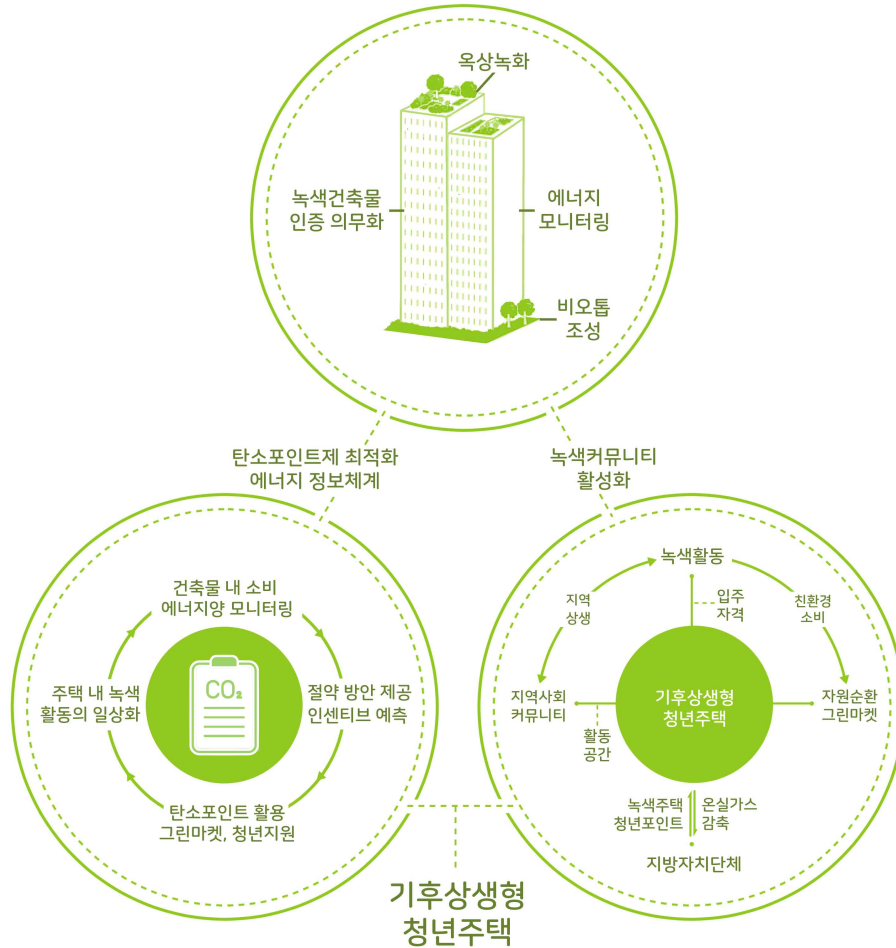 옥상녹화
녹색건축물
인증 의무화
에너지
모니터링
비오톱
조성
탄소포인트제 최적화
에너지 정보체계
녹색커뮤니티
활성화
건축물 내 소비
에너지양 모니터링
주택 내 녹색
활동의 일상화
CO₂
절약 방안 제공
인센티브 예측
탄소포인트 활용
그린마켓, 청년지원
녹색활동
지역
상생
입주
자격
친환경
소비
지역사회
커뮤니티
기후상생형
청년주택
자원순환
그린마켓
활동
공간
녹색주택
청년포인트
온실가스
감축
지방자치단체
기후상생형
청년주택